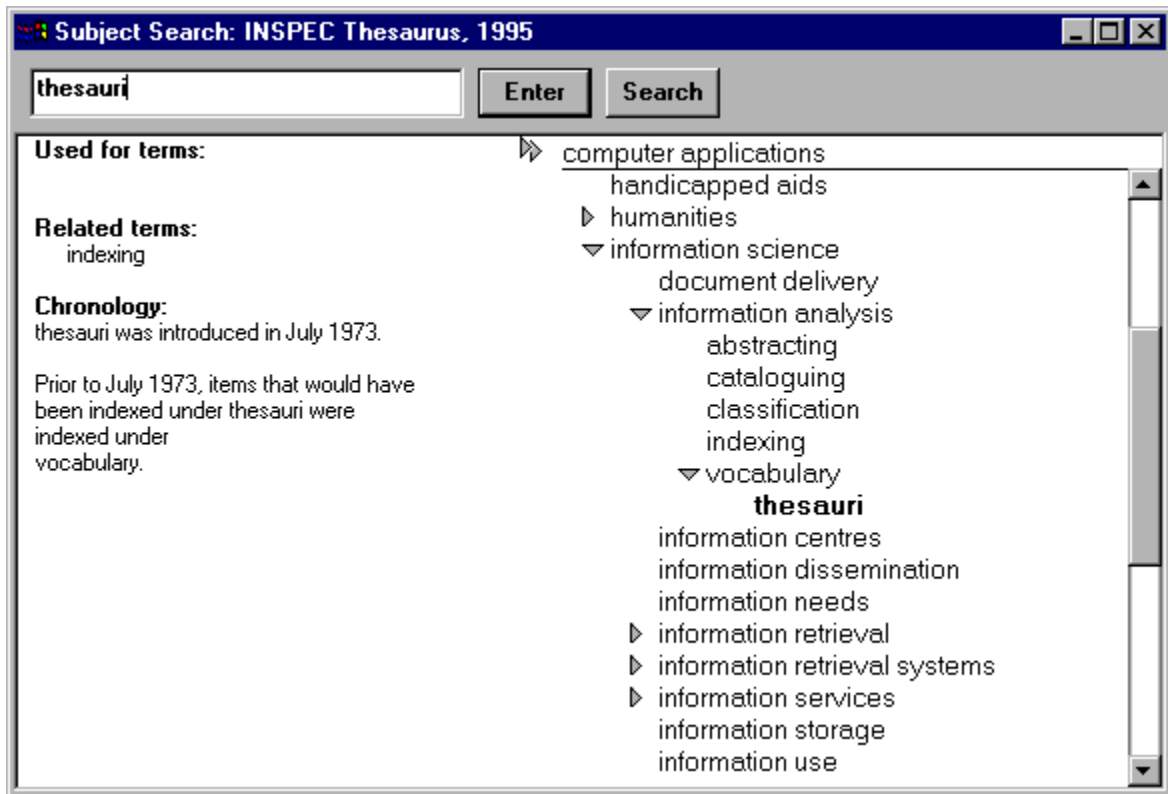 Subject Search: INSPEC Thesaurus, 1995
thesauri
Enter
Search
Used for terms:
Related terms:
indexing
Chronology:
thesauri was introduced in July 1973.
Prior to July 1973, items that would have
been indexed under thesauri were
indexed under
vocabulary.
computer applications
handicapped aids
humanities
information science
document delivery
information analysis
abstracting
cataloguing
classification
indexing
vocabulary
thesauri
information centres
information dissemination
information needs
information retrieval
information retrieval systems
information services
information storage
information use